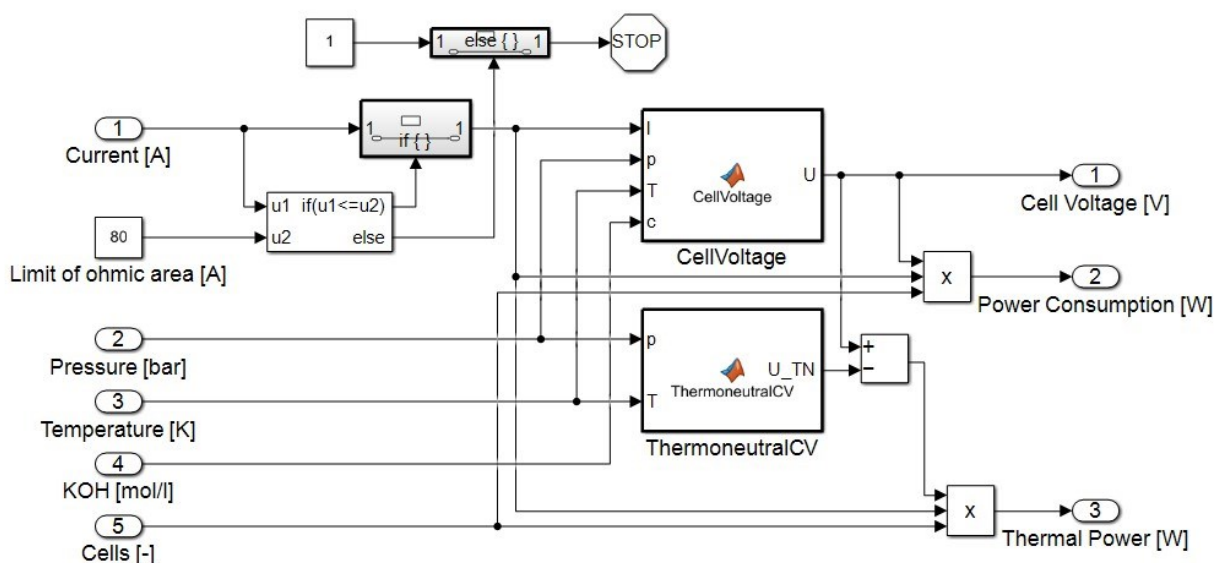 1
1 else { } 1
STOP
1
Current [A]
1 if { } 1
u1 if(u1<=u2)
u2 else
80
Limit of ohmic area [A]
I
p
T
c
CellVoltage
U
CellVoltage
1
Cell Voltage [V]
x
2
Power Consumption [W]
2
Pressure [bar]
3
Temperature [K]
4
KOH [mol/l]
5
Cells [-]
p
T
ThermoneutralCV
U_TN
ThermoneutralCV
+
−
x
3
Thermal Power [W]